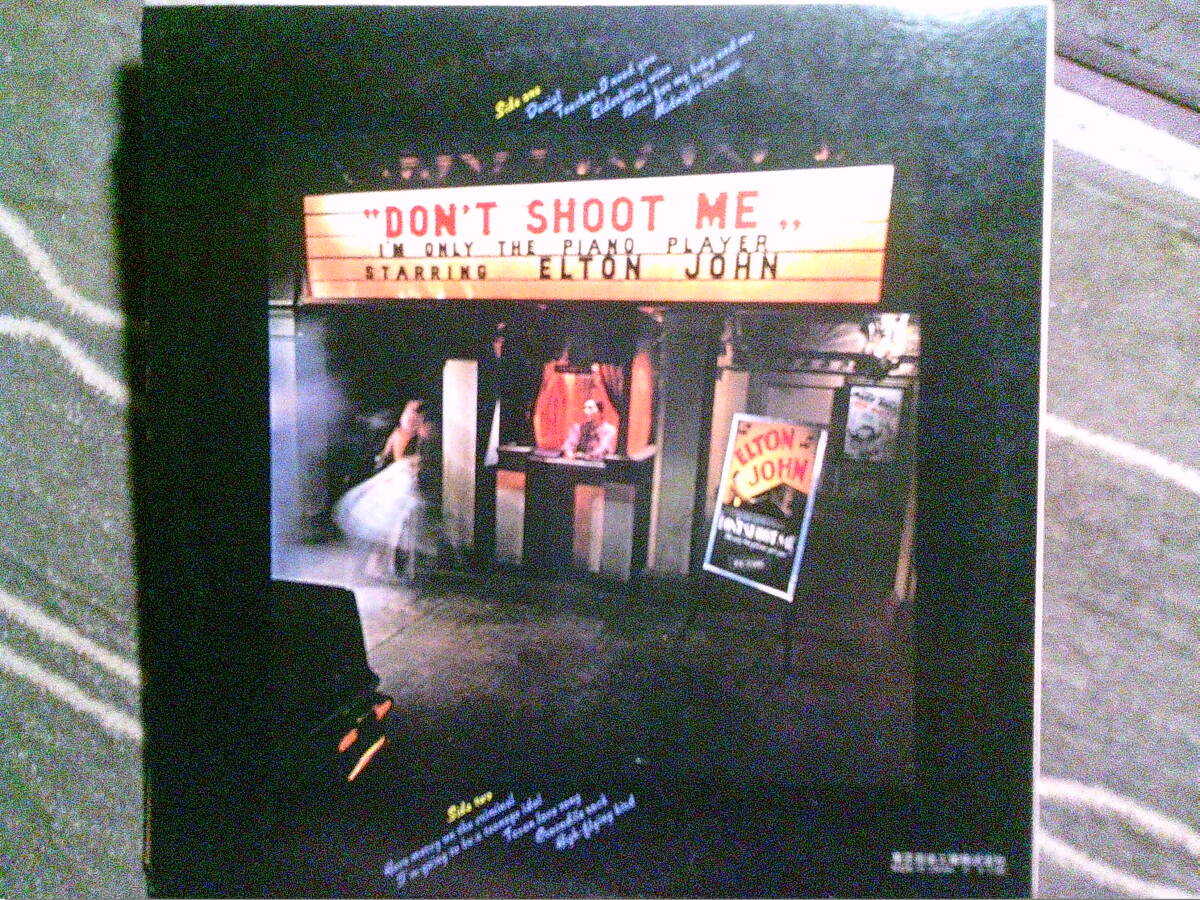 Side one
Daniel
Teacher I need you
Elderberry wine
Blues for my baby and me
Midnight Creeper
"DON'T SHOOT ME"
I'M ONLY THE PIANO PLAYER
STARRING ELTON JOHN
ELTON
JOHN
Side two
Have mercy on the criminal
I'm going to be a teenage idol
Texan love song
Crocodile rock
High flying bird